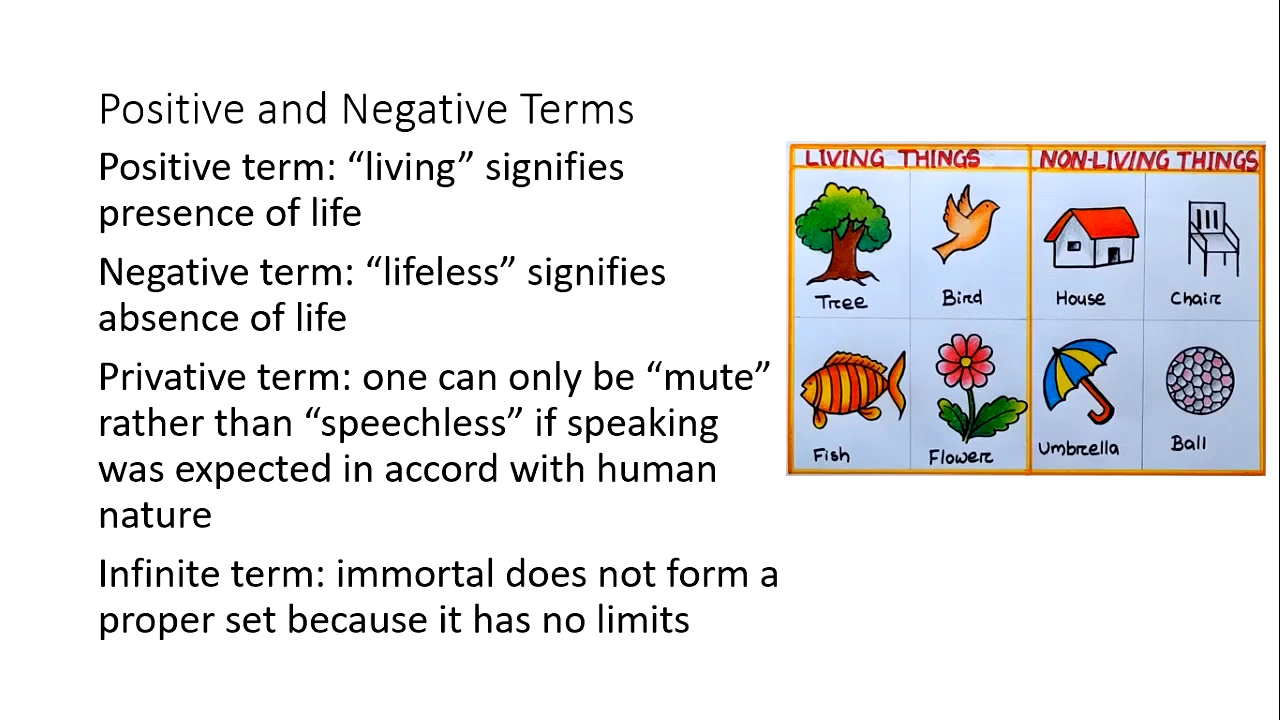 Positive and Negative Terms
Positive term: “living” signifies
presence of life
Negative term: “lifeless” signifies
absence of life
Privative term: one can only be “mute”
rather than “speechless” if speaking
was expected in accord with human
nature
Infinite term: immortal does not form a
proper set because it has no limits
LIVING THINGS
NON-LIVING THINGS
Tree
Bird
House
Chair
Fish
Flower
Umbrella
Ball